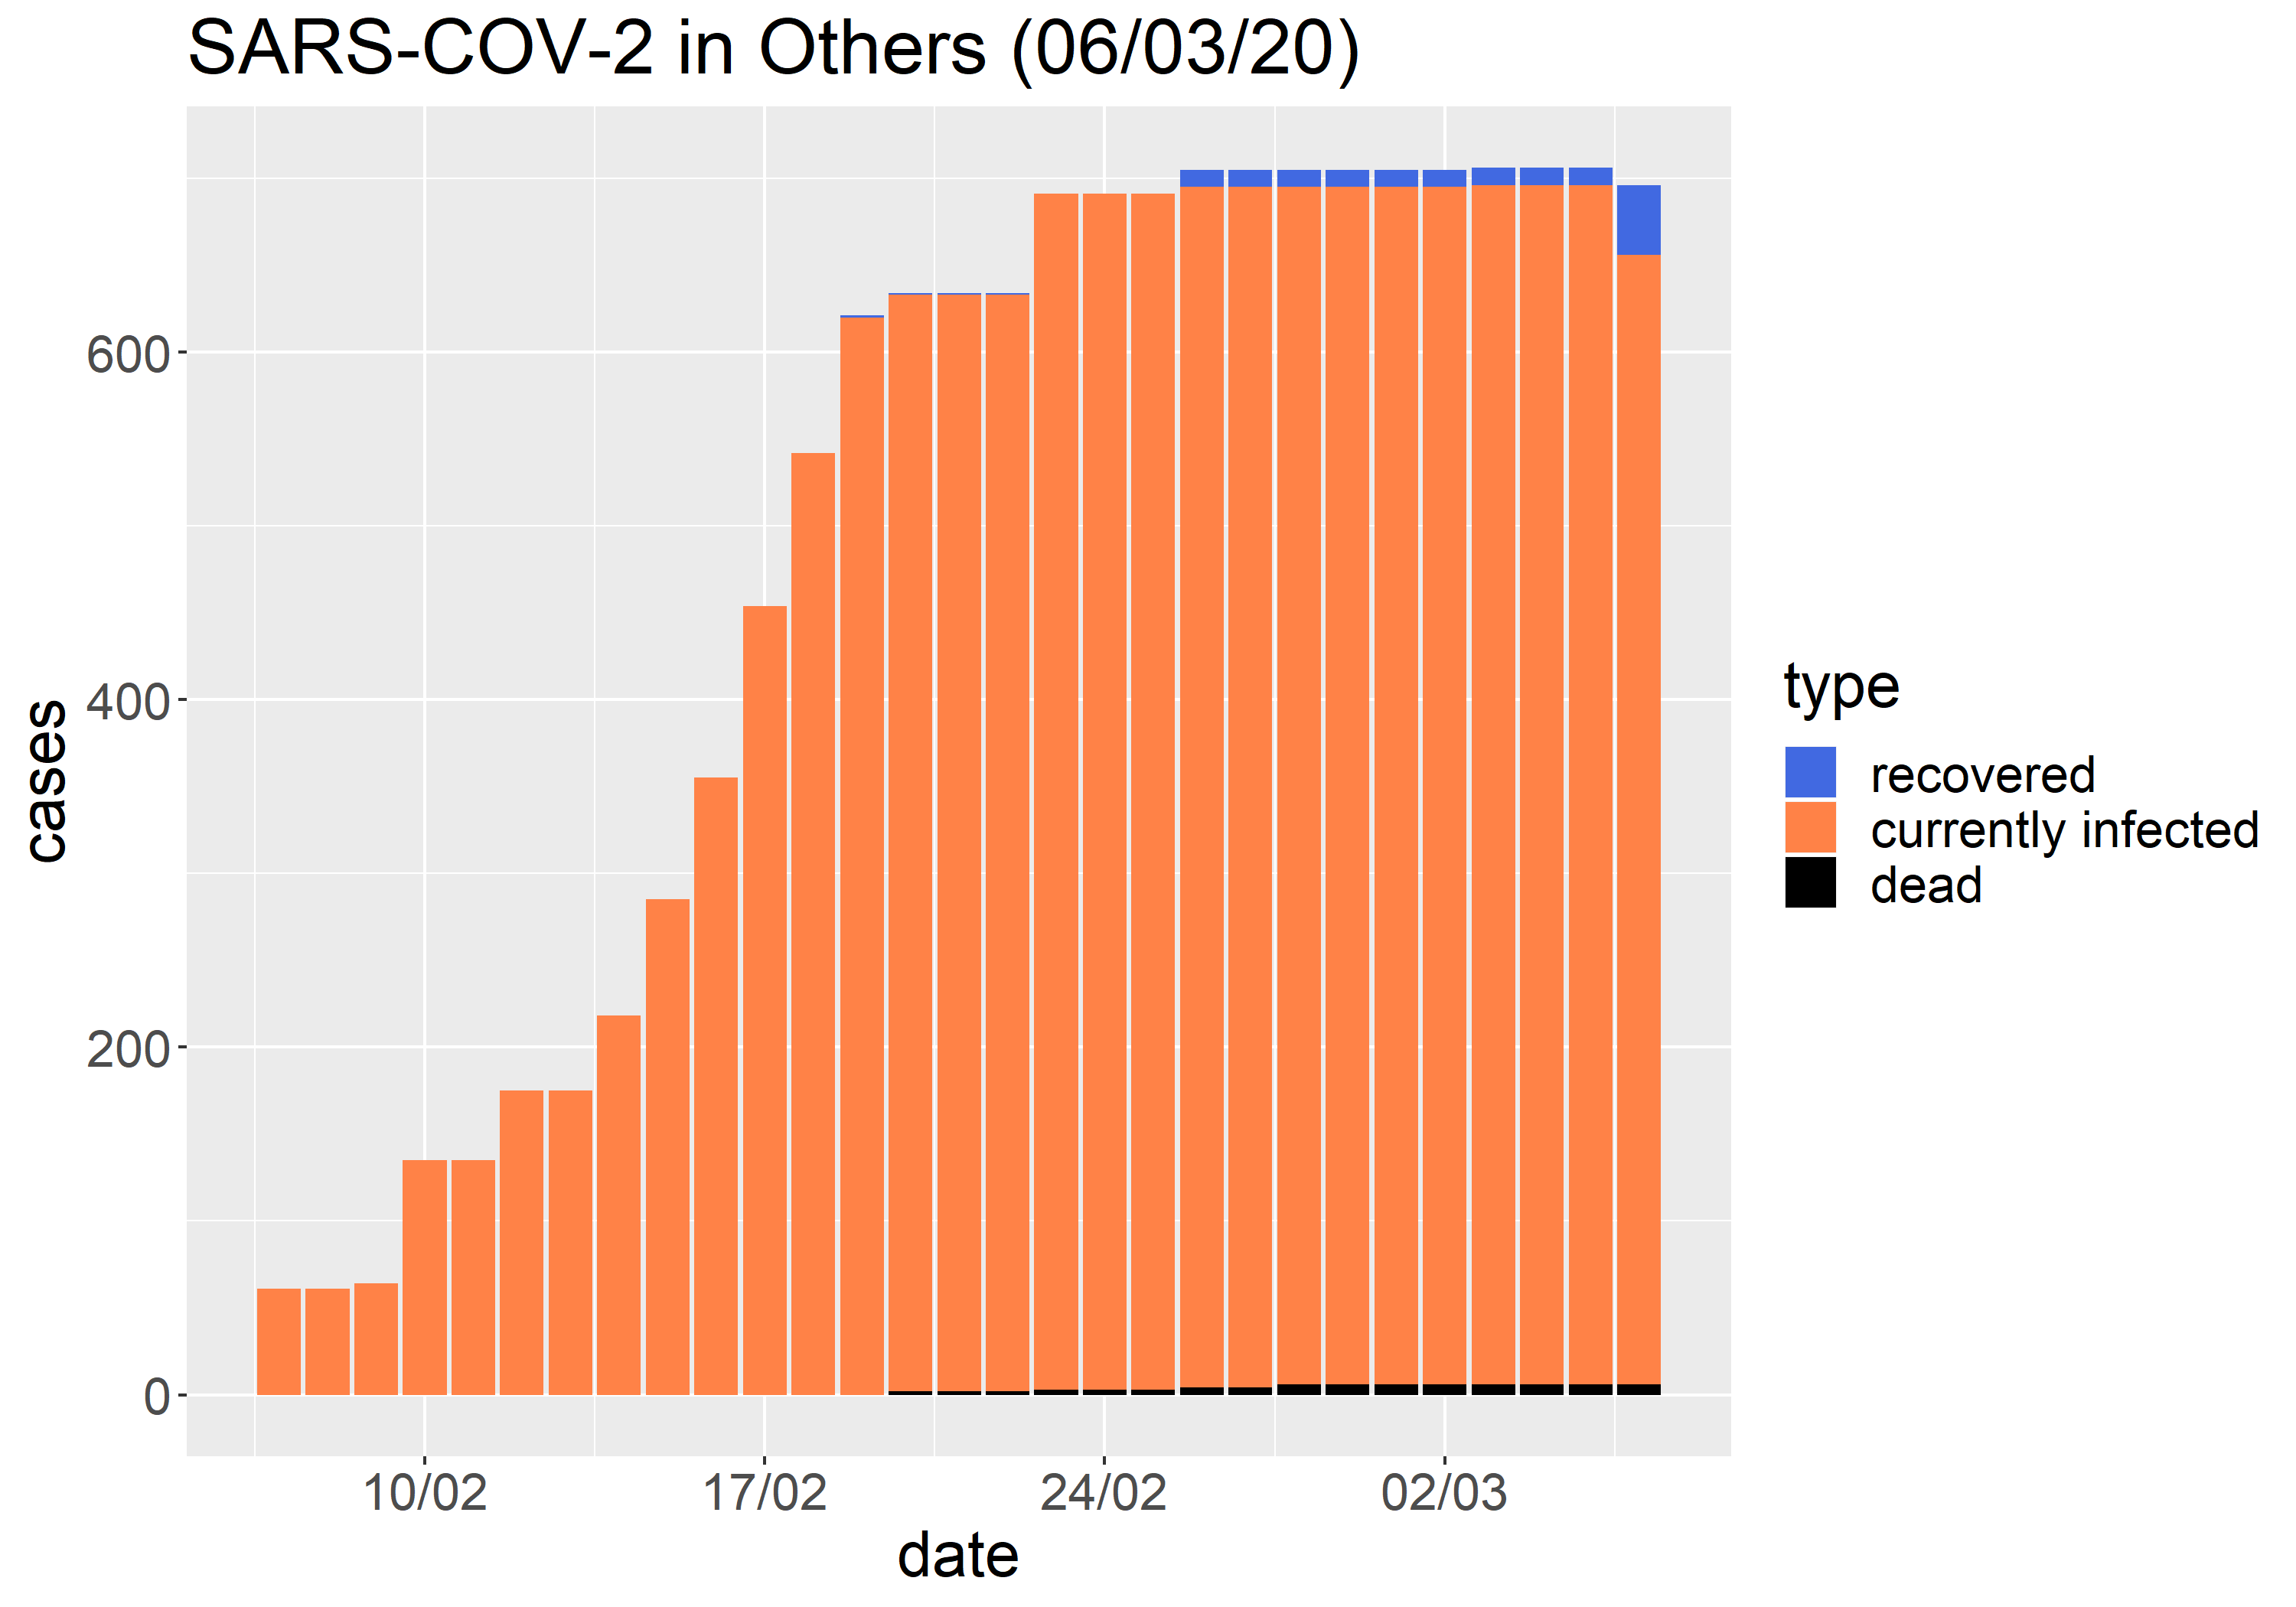 SARS-COV-2 in Others (06/03/20)
600
400
200
0
cases
10/02
17/02
24/02
02/03
date
type
recovered
currently infected
dead